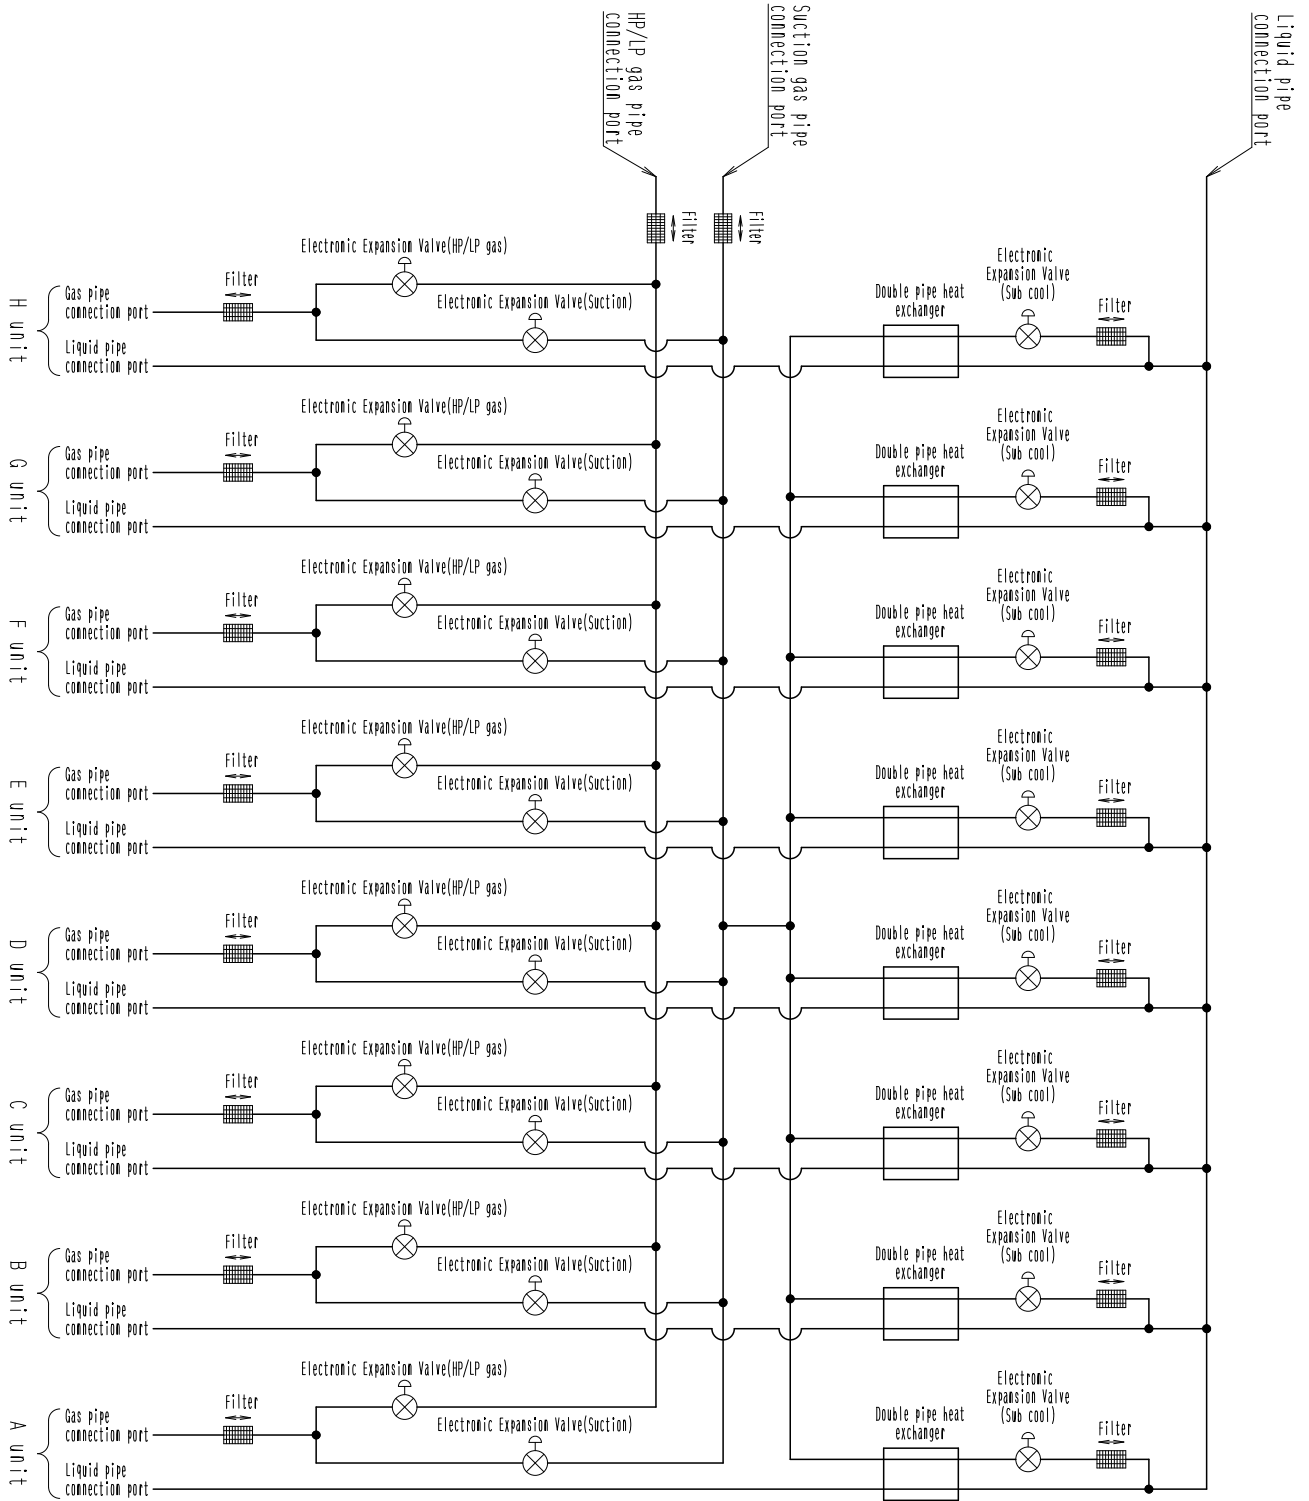 Liquid pipe
connection port
Suction gas pipe
connection port
HP/LP gas pipe
connection port
Filter
Filter
H unit
Gas pipe
connection port
Liquid pipe
connection port
Filter
Electronic Expansion Valve(HP/LP gas)
Electronic Expansion Valve(Suction)
Double pipe heat
exchanger
Electronic
Expansion Valve
(Sub cool)
Filter
G unit
Gas pipe
connection port
Liquid pipe
connection port
Filter
Electronic Expansion Valve(HP/LP gas)
Electronic Expansion Valve(Suction)
Double pipe heat
exchanger
Electronic
Expansion Valve
(Sub cool)
Filter
F unit
Gas pipe
connection port
Liquid pipe
connection port
Filter
Electronic Expansion Valve(HP/LP gas)
Electronic Expansion Valve(Suction)
Double pipe heat
exchanger
Electronic
Expansion Valve
(Sub cool)
Filter
E unit
Gas pipe
connection port
Liquid pipe
connection port
Filter
Electronic Expansion Valve(HP/LP gas)
Electronic Expansion Valve(Suction)
Double pipe heat
exchanger
Electronic
Expansion Valve
(Sub cool)
Filter
D unit
Gas pipe
connection port
Liquid pipe
connection port
Filter
Electronic Expansion Valve(HP/LP gas)
Electronic Expansion Valve(Suction)
Double pipe heat
exchanger
Electronic
Expansion Valve
(Sub cool)
Filter
C unit
Gas pipe
connection port
Liquid pipe
connection port
Filter
Electronic Expansion Valve(HP/LP gas)
Electronic Expansion Valve(Suction)
Double pipe heat
exchanger
Electronic
Expansion Valve
(Sub cool)
Filter
B unit
Gas pipe
connection port
Liquid pipe
connection port
Filter
Electronic Expansion Valve(HP/LP gas)
Electronic Expansion Valve(Suction)
Double pipe heat
exchanger
Electronic
Expansion Valve
(Sub cool)
Filter
A unit
Gas pipe
connection port
Liquid pipe
connection port
Filter
Electronic Expansion Valve(HP/LP gas)
Electronic Expansion Valve(Suction)
Double pipe heat
exchanger
Electronic
Expansion Valve
(Sub cool)
Filter